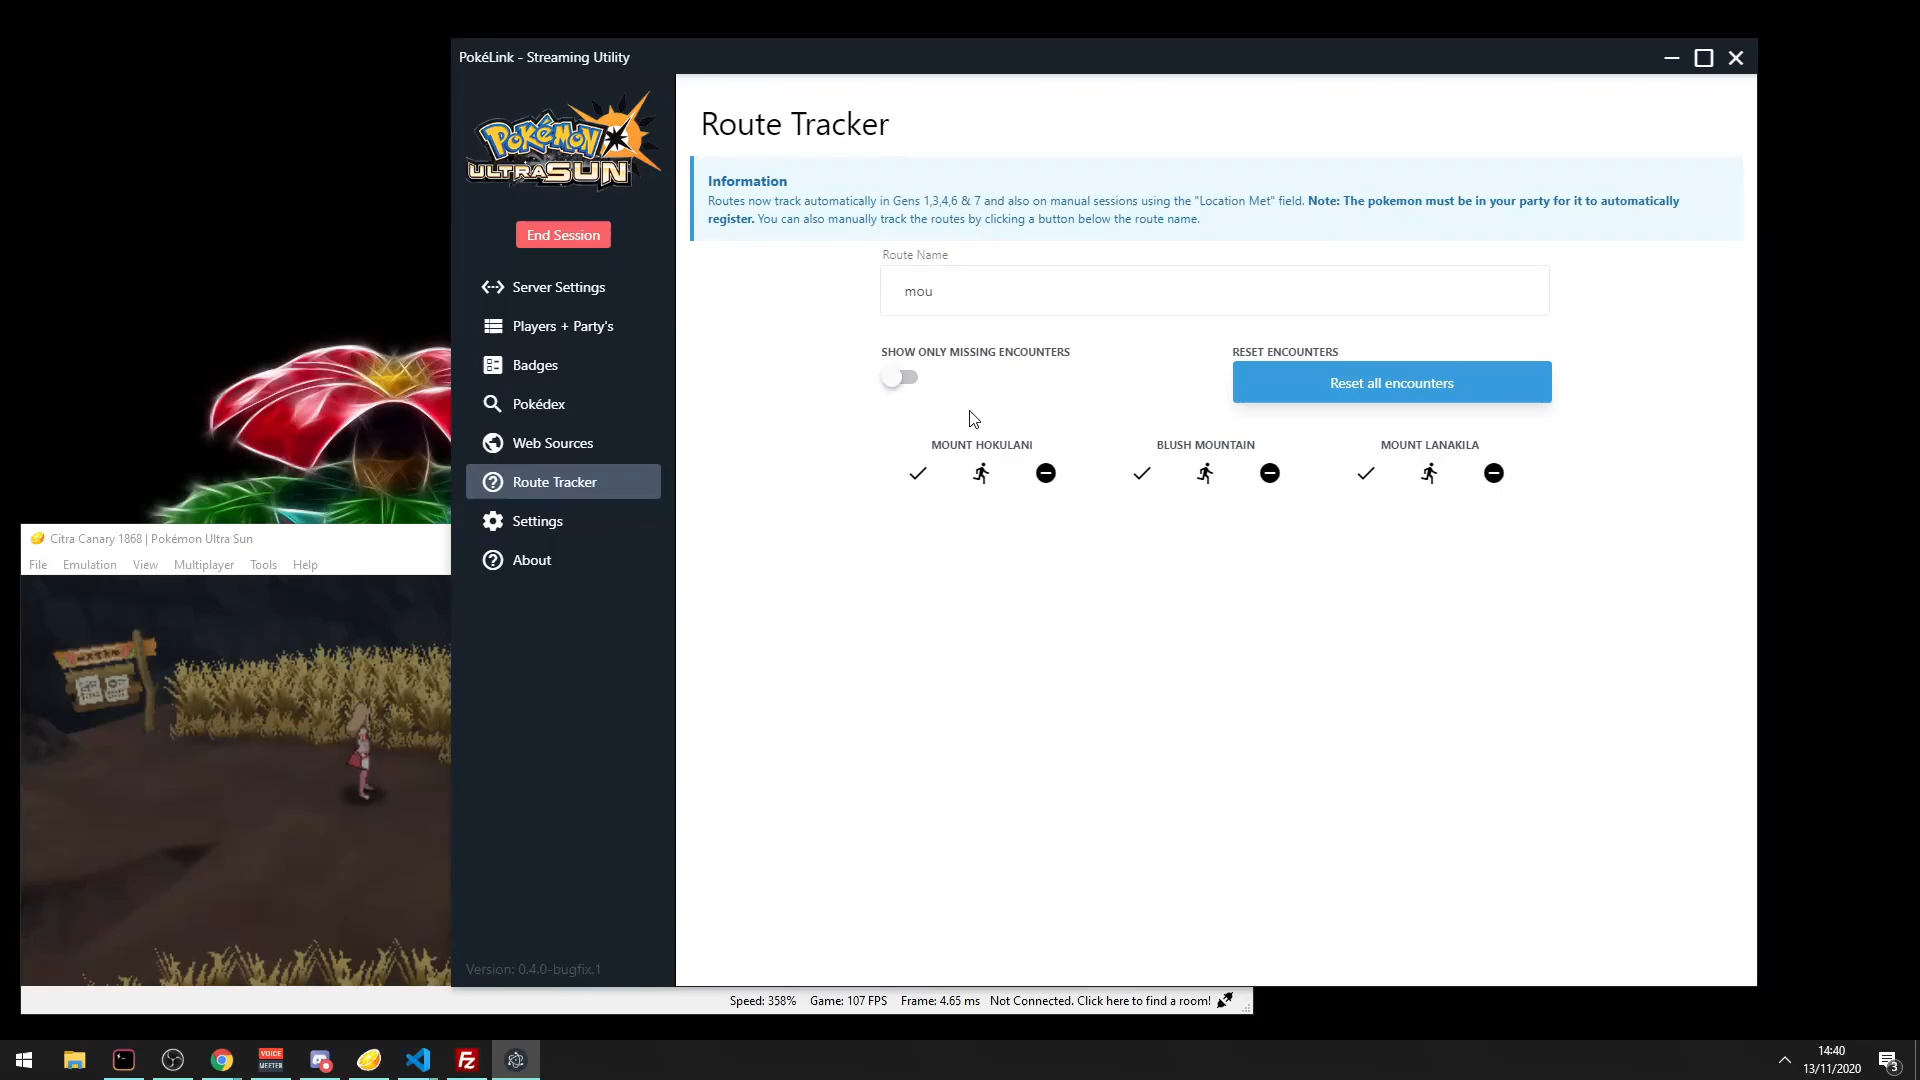 PokéLink - Streaming Utility
POKÉMON
ULTRA SUN
End Session
Server Settings
Players + Party's
Badges
Pokédex
Web Sources
Route Tracker
Settings
About
Version: 0.4.0-bugfix.1
Route Tracker
Information
Routes now track automatically in Gens 1,3,4,6 & 7 and also on manual sessions using the "Location Met" field. Note: The pokemon must be in your party for it to automatically
register. You can also manually track the routes by clicking a button below the route name.
Route Name
mou
SHOW ONLY MISSING ENCOUNTERS
RESET ENCOUNTERS
Reset all encounters
MOUNT HOKULANI
BLUSH MOUNTAIN
MOUNT LANAKILA
Citra Canary 1868 | Pokémon Ultra Sun
File Emulation View Multiplayer Tools Help
Speed: 358% Game: 107 FPS Frame: 4.65 ms Not Connected. Click here to find a room!
VOICE
MEETER
Fz
14:40
13/11/2020
3